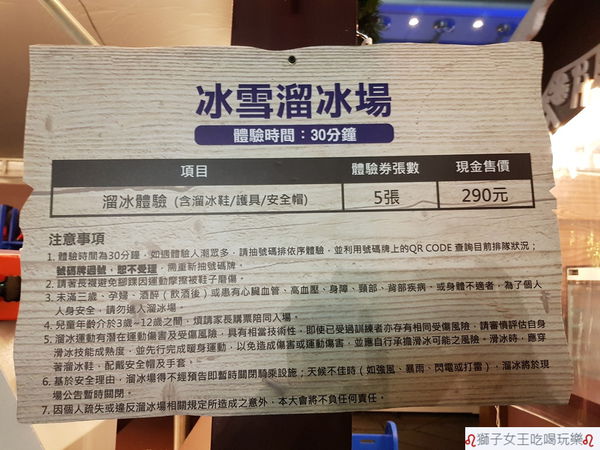 冰雪溜冰場
體驗時間：30分鐘
項目 體驗券張數 現金售價
溜冰體驗 (含溜冰鞋/護具/安全帽) 5張 290元
注意事項
1. 體驗時間為30分鐘，如遇體驗人潮眾多，請抽號碼排依序體驗，並利用號碼牌上的QR CODE 查詢目前排隊狀況；
號碼牌過號，恕不受理，需重新抽號碼牌。
2. 請著長襪避免腳踝因運動摩擦被鞋子磨傷。
3. 未滿三歲、孕婦、酒醉（飲酒後）或患有心臟血管、高血壓、身障、頸部、背部疾病、或身體不適者，為了個人
人身安全，請勿進入溜冰場。
4. 兒童年齡介於3歲~12歲之間，煩請家長購票陪同入場。
5. 溜冰運動有潛在運動傷害及受傷風險，具有相當技術性，即使已受過訓練者亦存有相同受傷風險，請審慎評估自身
滑冰技能成熟度，並先行完成暖身運動，以免造成傷害或運動傷害，並應自行承擔滑冰可能之風險。滑冰時，應穿
著溜冰鞋，配戴安全帽及手套。
6. 基於安全理由，溜冰場得不經預告即暫時關閉騎乘設施；天候不佳時（如強風、暴雨、閃電或打雷），溜冰將於現
場公告暫時關閉。
7. 因個人疏失或違反溜冰場相關規定所造成之意外，本大會將不負任何責任。
♌獅子女王吃喝玩樂♌